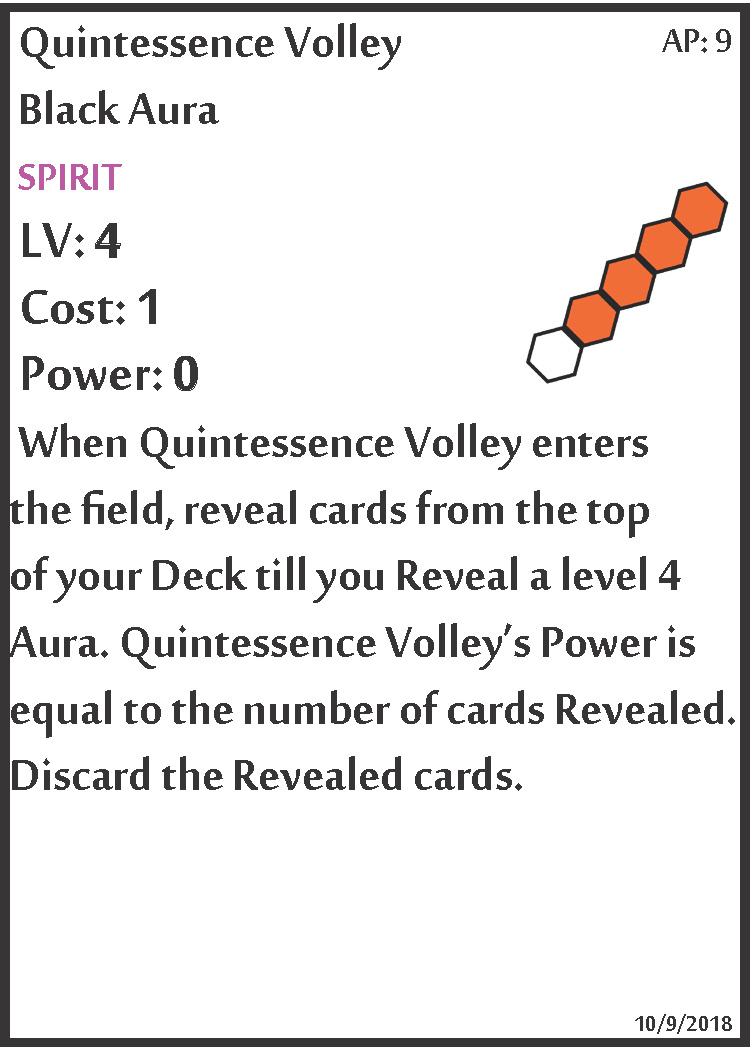 Quintessence Volley
AP: 9
Black Aura
SPIRIT
LV: 4
Cost: 1
Power: 0
When Quintessence Volley enters
the field, reveal cards from the top
of your Deck till you Reveal a level 4
Aura. Quintessence Volley's Power is
equal to the number of cards Revealed.
Discard the Revealed cards.
10/9/2018